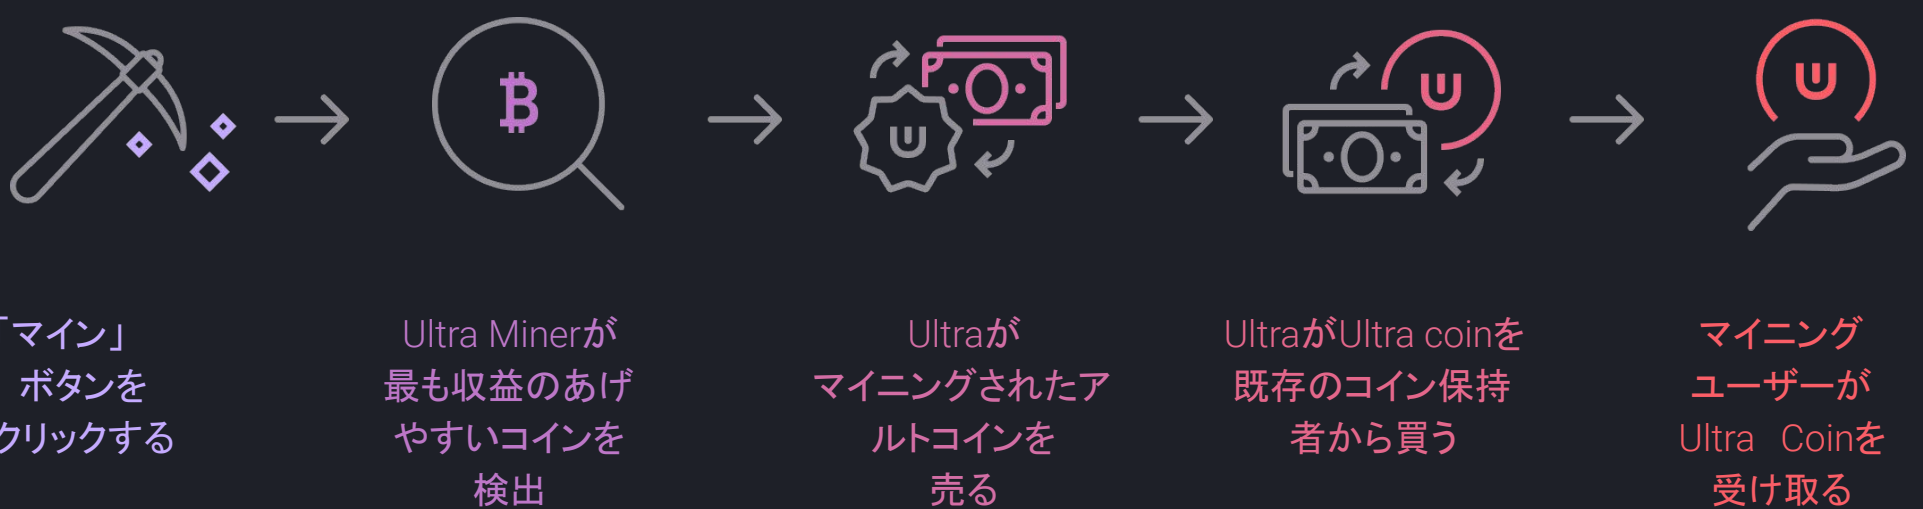 「マイン」
ボタンを
クリックする
Ultra Minerが
最も収益のあげ
やすいコインを
検出
Ultraが
マイニングされたア
ルトコインを
売る
UltraがUltra coinを
既存のコイン保持
者から買う
マイニング
ユーザーが
Ultra Coinを
受け取る